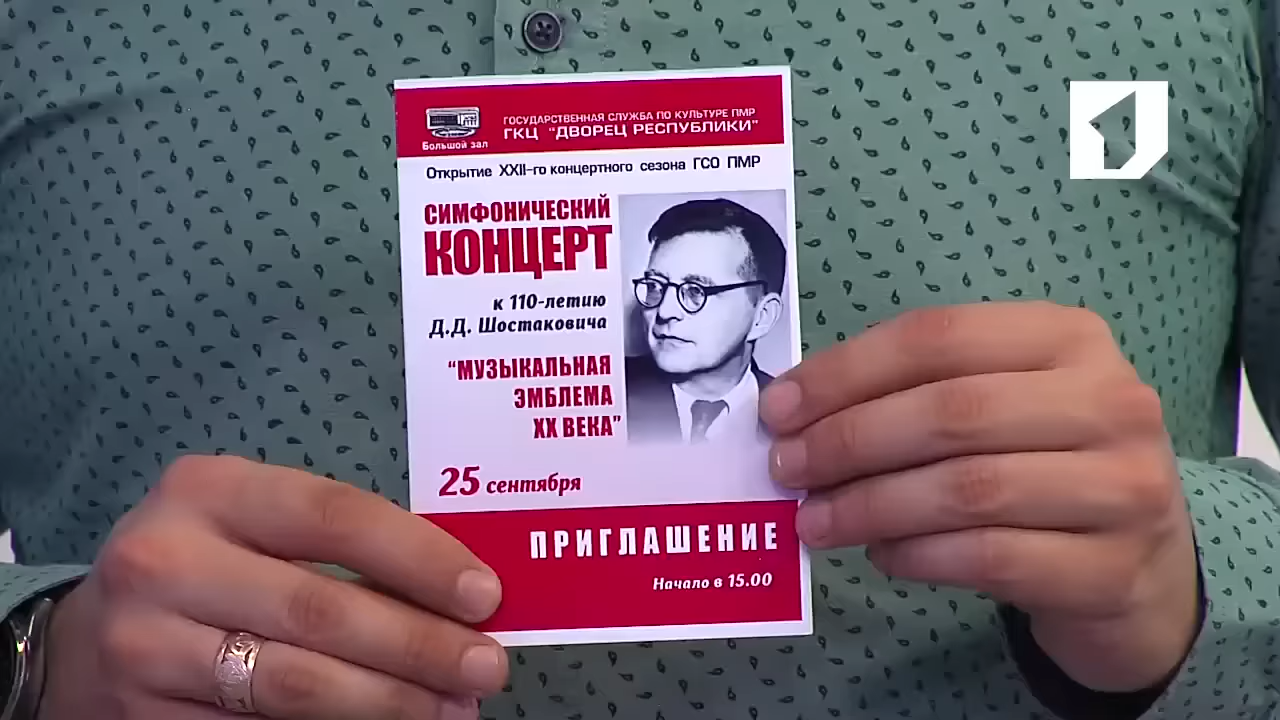 ГОСУДАРСТВЕННАЯ СЛУЖБА ПО КУЛЬТУРЕ ПМР
ГКЦ "ДВОРЕЦ РЕСПУБЛИКИ"
Большой зал
Открытие XXII-го концертного сезона ГСО ПМР
СИМФОНИЧЕСКИЙ
КОНЦЕРТ
к 110-летию
Д.Д. Шостаковича
"МУЗЫКАЛЬНАЯ
ЭМБЛЕМА
XX ВЕКА"
25 сентября
ПРИГЛАШЕНИЕ
Начало в 15.00
1